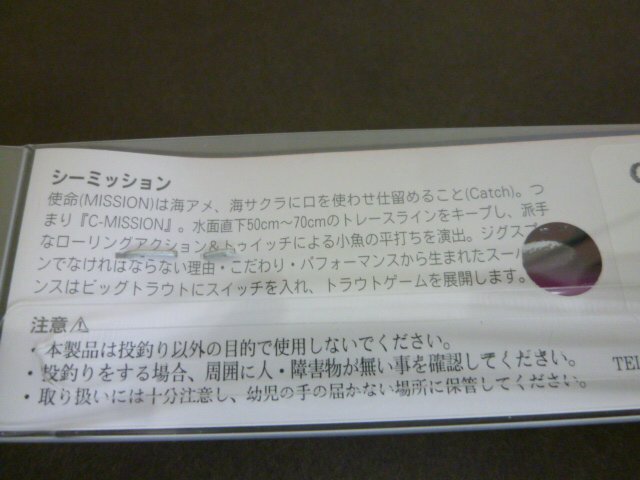 シーミッション
使命(MISSION)は海アメ、海サクラに口を使わせ仕留めること(Catch)。つ
まり『C-MISSION』。水面直下50cm～70cmのトレースラインをキープし、派手
なローリングアクション&トゥイッチによる小魚の平打ちを演出。ジグスプ
ンでなければならない理由・こだわり・パフォーマンスから生まれたスー
ンスはビッグトラウトにスイッチを入れ、トラウトゲームを展開します。
注意⚠
・本製品は投釣り以外の目的で使用しないでください。
・投釣りをする場合、周囲に人・障害物が無い事を確認してください。
・取り扱いには十分注意し、幼児の手の届かない場所に保管してください。
TEL